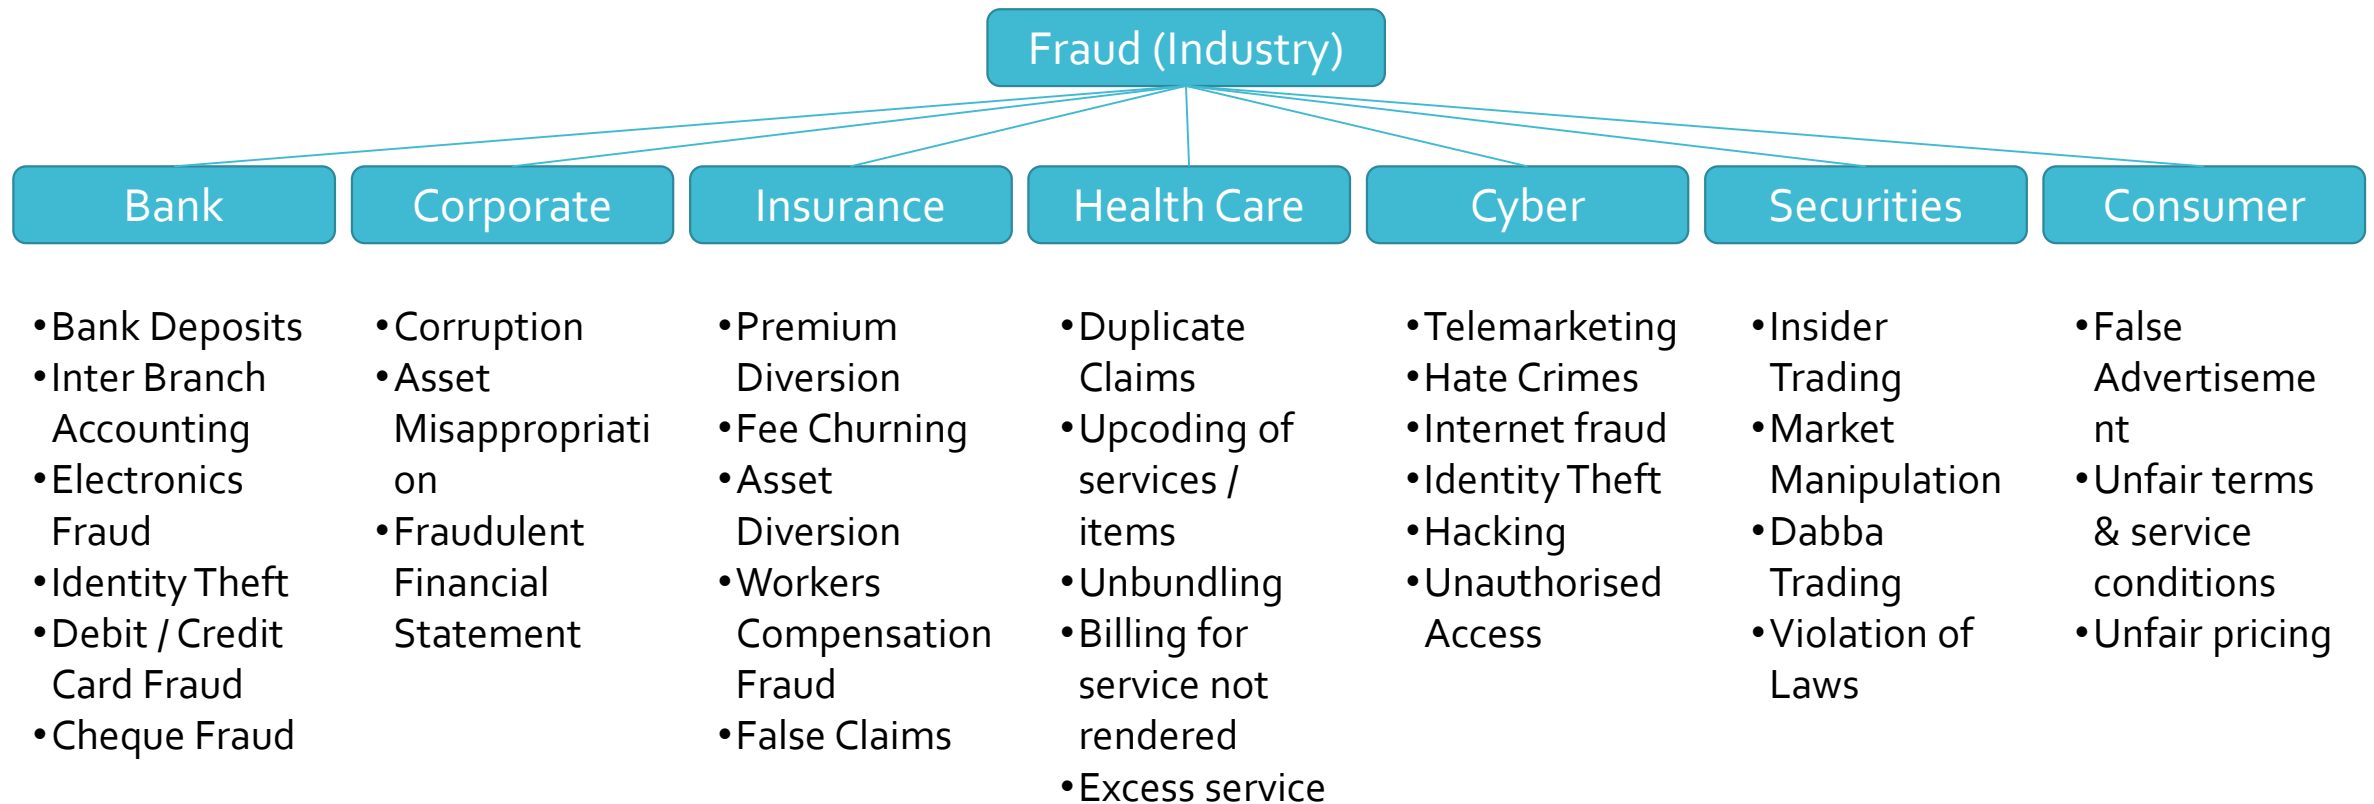 Fraud (Industry)
Bank
Corporate
Insurance
Health Care
Cyber
Securities
Consumer
•Bank Deposits
•Inter Branch
Accounting
•Electronics
Fraud
•Identity Theft
•Debit / Credit
Card Fraud
•Cheque Fraud
•Corruption
•Asset
Misappropriati
on
•Fraudulent
Financial
Statement
•Premium
Diversion
•Fee Churning
•Asset
Diversion
•Workers
Compensation
Fraud
•False Claims
•Duplicate
Claims
•Upcoding of
services /
items
•Unbundling
•Billing for
service not
rendered
•Excess service
•Telemarketing
•Hate Crimes
•Internet fraud
•Identity Theft
•Hacking
•Unauthorised
Access
•Insider
Trading
•Market
Manipulation
•Dabba
Trading
•Violation of
Laws
•False
Advertiseme
nt
•Unfair terms
& service
conditions
•Unfair pricing